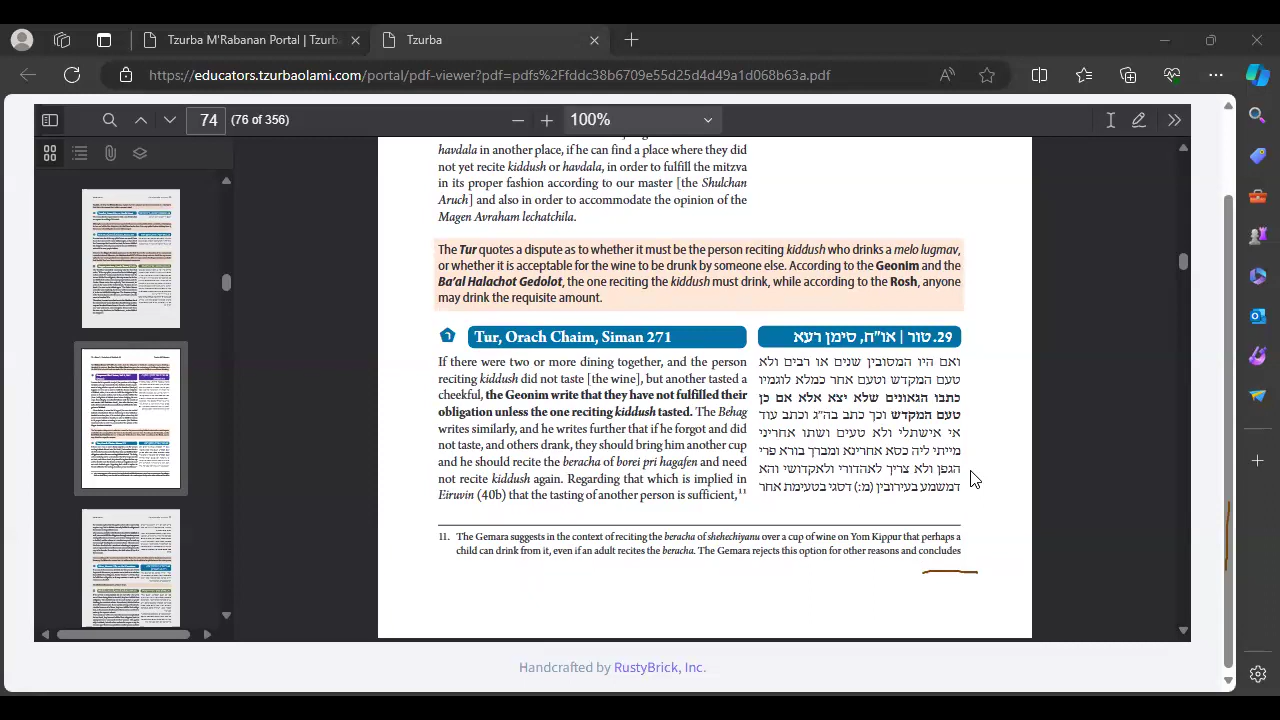 Tzurba M'Rabanan Portal | Tzurb
Tzurba
https://educators.tzurbaolami.com/portal/pdf-viewer?pdf=pdfs%2Ffddc38b6709e55d25d4d49a1d068b63a.pdf
74 (76 of 356)
100%
havdala in another place, if he can find a place where they did
not yet recite kiddush or havdala, in order to fulfill the mitzva
in its proper fashion according to our master [the Shulchan
Aruch] and also in order to accommodate the opinion of the
Magen Avraham lechatchila.
The Tur quotes a dispute as to whether it must be the person reciting kiddush who drinks a melo lugmav,
or whether it is acceptable for the wine to be drunk by someone else. According to the Geonim and the
Ba'al Halachot Gedolot, the one reciting the kiddush must drink, while according to the Rosh, anyone
may drink the requisite amount.
Tur, Orach Chaim, Siman 271
If there were two or more dining together, and the person
reciting kiddush did not taste [the wine], but another tasted a
cheekful, the Geonim write that they have not fulfilled their
obligation unless the one reciting kiddush tasted. The Behag
writes similarly, and he writes further that if he forgot and did
not taste, and others drank, they should bring him another cup
and he should recite the beracha of borei pri hagafen and need
not recite kiddush again. Regarding that which is implied in
Eiruvin (40b) that the tasting of another person is sufficient,11
29. טור | או"ח, סימן רעא
ואם היו המסובין שנים או רבים ולא
טעם המקדש וטעם אחר כמלא לוגמיו
כתבו הגאונים שלא יצא אלא אם כן
טעם המקדש וכך כתב בה"ג וכתב עוד
אי אישתלי ולא טעים ואישתו אחריני
מייתי ליה כסא אחרינא ומברך בורא פרי
הגפן ולא צריך לאהדורי ולאקדושי והא
דמשמע בעירובין (מ:) דסגי בטעימת אחר
11. The Gemara suggests in the context of reciting the beracha of shehechiyanu over a cup of wine on Yom Kippur that perhaps a
child can drink from it, even if an adult recites the beracha. The Gemara rejects this option for other reasons and concludes
Handcrafted by RustyBrick, Inc.